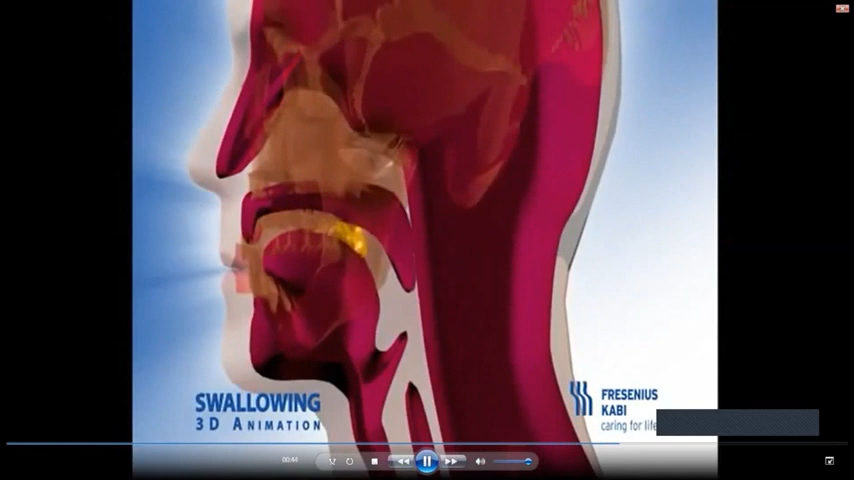 SWALLOWING
3D ANIMATION
FRESENIUS
KABI
caring for life
00:44